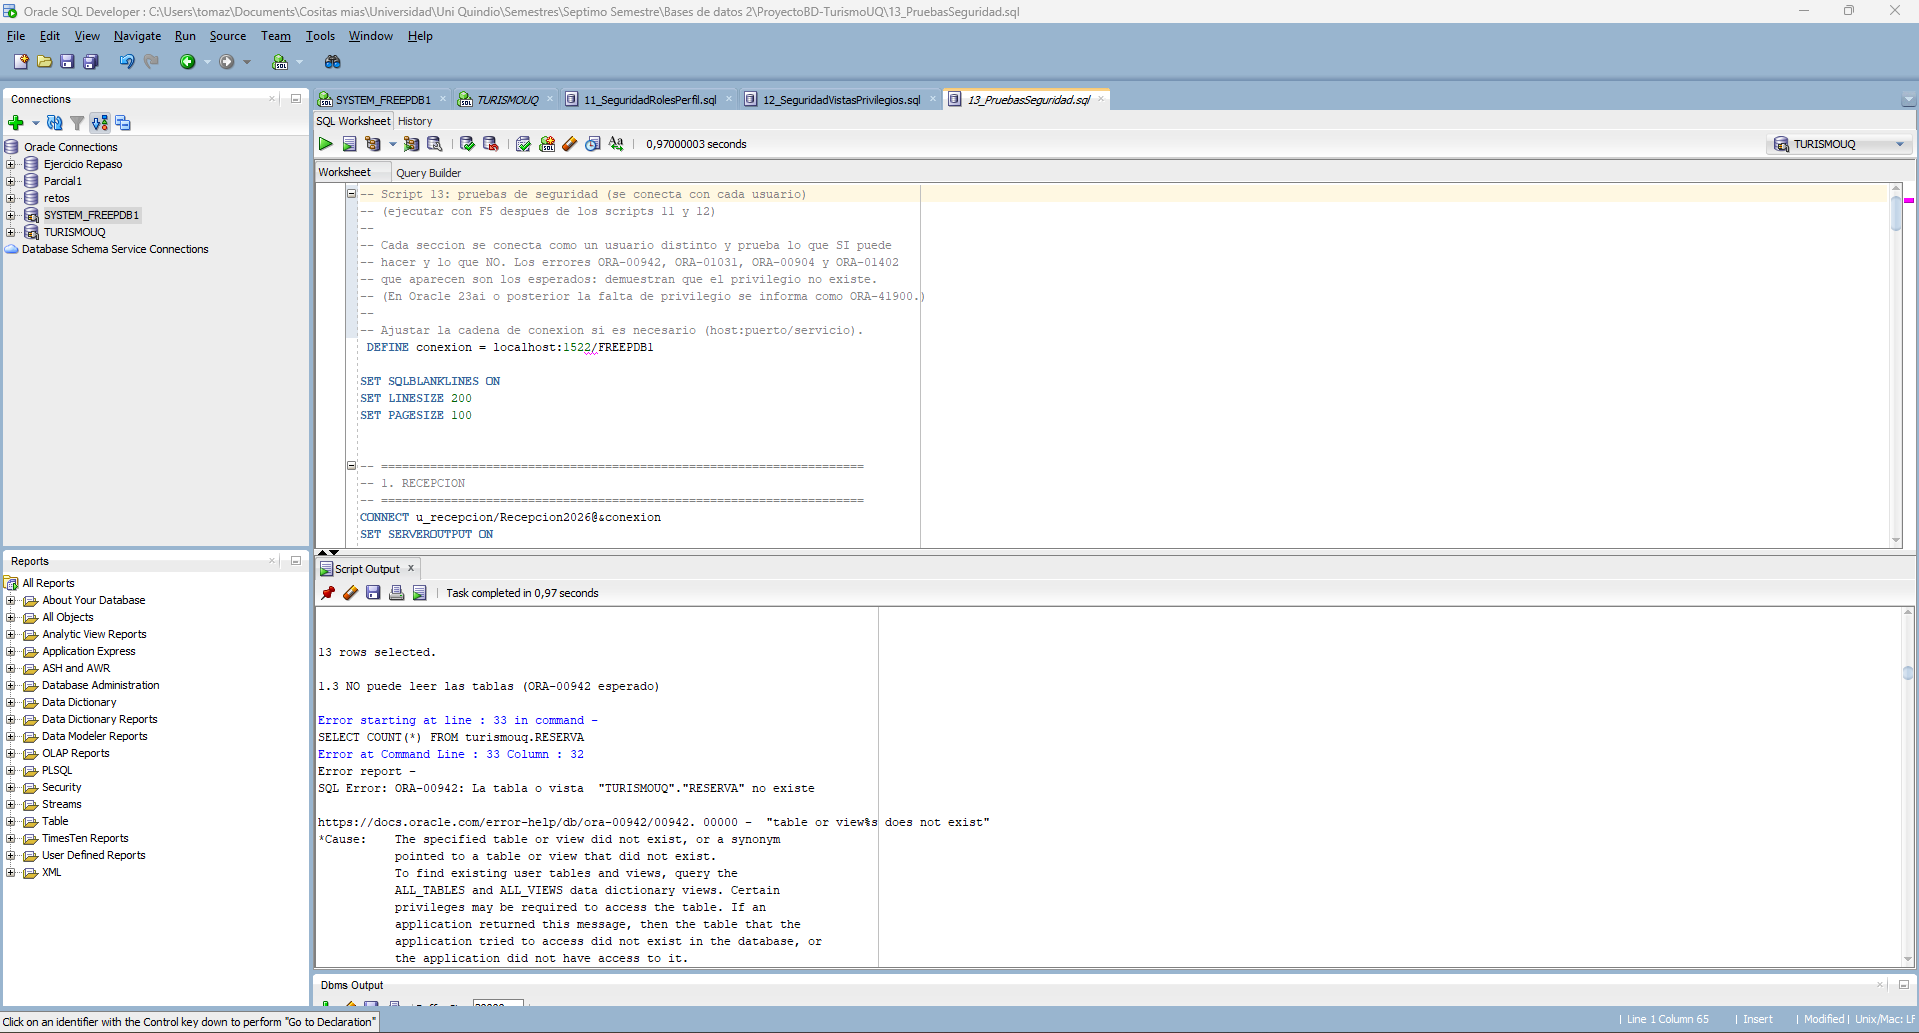 Oracle SQL Developer : C:\Users\tomaz\Documents\Cositas mias\Universidad\Uni Quindio\Semestres\Septimo Semestre\Bases de datos 2\ProyectoBD-TurismoUQ\13_PruebasSeguridad.sql
File Edit View Navigate Run Source Team Tools Window Help
Connections
Oracle Connections
Ejercicio Repaso
Parcial1
retos
SYSTEM_FREEPDB1
TURISMOUQ
Database Schema Service Connections
Reports
All Reports
About Your Database
All Objects
Analytic View Reports
Application Express
ASH and AWR
Database Administration
Data Dictionary
Data Dictionary Reports
Data Modeler Reports
OLAP Reports
PLSQL
Security
Streams
Table
TimesTen Reports
User Defined Reports
XML
SYSTEM_FREEPDB1 TURISMOUQ 11_SeguridadRolesPerfil.sql 12_SeguridadVistasPrivilegios.sql 13_PruebasSeguridad.sql
SQL Worksheet History
0,97000003 seconds
TURISMOUQ
Worksheet Query Builder
-- Script 13: pruebas de seguridad (se conecta con cada usuario)
-- (ejecutar con F5 despues de los scripts 11 y 12)
--
-- Cada seccion se conecta como un usuario distinto y prueba lo que SI puede
-- hacer y lo que NO. Los errores ORA-00942, ORA-01031, ORA-00904 y ORA-01402
-- que aparecen son los esperados: demuestran que el privilegio no existe.
-- (En Oracle 23ai o posterior la falta de privilegio se informa como ORA-41900.)
--
-- Ajustar la cadena de conexion si es necesario (host:puerto/servicio).
DEFINE conexion = localhost:1522/FREEPDB1
SET SQLBLANKLINES ON
SET LINESIZE 200
SET PAGESIZE 100
-- =====================================================================
-- 1. RECEPCION
-- =====================================================================
CONNECT u_recepcion/Recepcion2026@&conexion
SET SERVEROUTPUT ON
Script Output
Task completed in 0,97 seconds
13 rows selected.
1.3 NO puede leer las tablas (ORA-00942 esperado)
Error starting at line : 33 in command -
SELECT COUNT(*) FROM turismouq.RESERVA
Error at Command Line : 33 Column : 32
Error report -
SQL Error: ORA-00942: La tabla o vista  "TURISMOUQ"."RESERVA" no existe
https://docs.oracle.com/error-help/db/ora-00942/00942. 00000 -  "table or view%s does not exist"
*Cause:    The specified table or view did not exist, or a synonym
pointed to a table or view that did not exist.
To find existing user tables and views, query the
ALL_TABLES and ALL_VIEWS data dictionary views. Certain
privileges may be required to access the table. If an
application returned this message, then the table that the
application tried to access did not exist in the database, or
the application did not have access to it.
Dbms Output
Click on an identifier with the Control key down to perform "Go to Declaration"
Line 1 Column 65 | Insert | Modified | Unix/Mac: LF